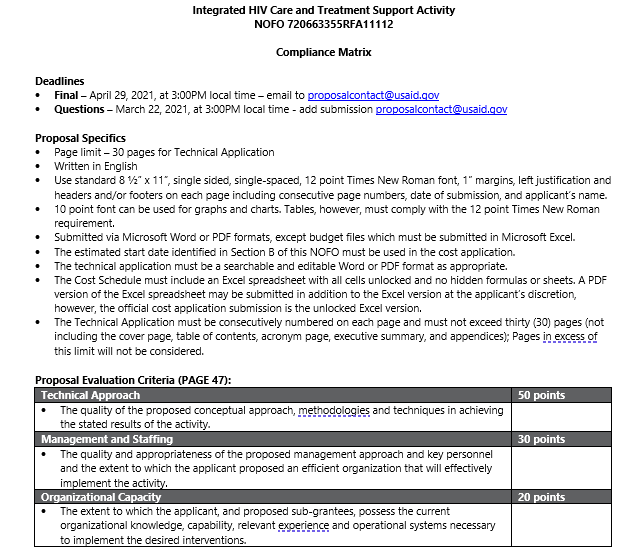 Integrated HIV Care and Treatment Support Activity
NOFO 720663355RFA11112
Compliance Matrix
Deadlines
• Final – April 29, 2021, at 3:00PM local time – email to proposalcontact@usaid.gov
• Questions – March 22, 2021, at 3:00PM local time - add submission proposalcontact@usaid.gov
Proposal Specifics
• Page limit – 30 pages for Technical Application
• Written in English
• Use standard 8 ½" x 11", single sided, single-spaced, 12 point Times New Roman font, 1" margins, left justification and
headers and/or footers on each page including consecutive page numbers, date of submission, and applicant's name.
• 10 point font can be used for graphs and charts. Tables, however, must comply with the 12 point Times New Roman
requirement.
• Submitted via Microsoft Word or PDF formats, except budget files which must be submitted in Microsoft Excel.
• The estimated start date identified in Section B of this NOFO must be used in the cost application.
• The technical application must be a searchable and editable Word or PDF format as appropriate.
• The Cost Schedule must include an Excel spreadsheet with all cells unlocked and no hidden formulas or sheets. A PDF
version of the Excel spreadsheet may be submitted in addition to the Excel version at the applicant's discretion,
however, the official cost application submission is the unlocked Excel version.
• The Technical Application must be consecutively numbered on each page and must not exceed thirty (30) pages (not
including the cover page, table of contents, acronym page, executive summary, and appendices); Pages in excess of
this limit will not be considered.
Proposal Evaluation Criteria (PAGE 47):
Technical Approach 50 points
• The quality of the proposed conceptual approach, methodologies and techniques in achieving
the stated results of the activity.
Management and Staffing 30 points
• The quality and appropriateness of the proposed management approach and key personnel
and the extent to which the applicant proposed an efficient organization that will effectively
implement the activity.
Organizational Capacity 20 points
• The extent to which the applicant, and proposed sub-grantees, possess the current
organizational knowledge, capability, relevant experience and operational systems necessary
to implement the desired interventions.